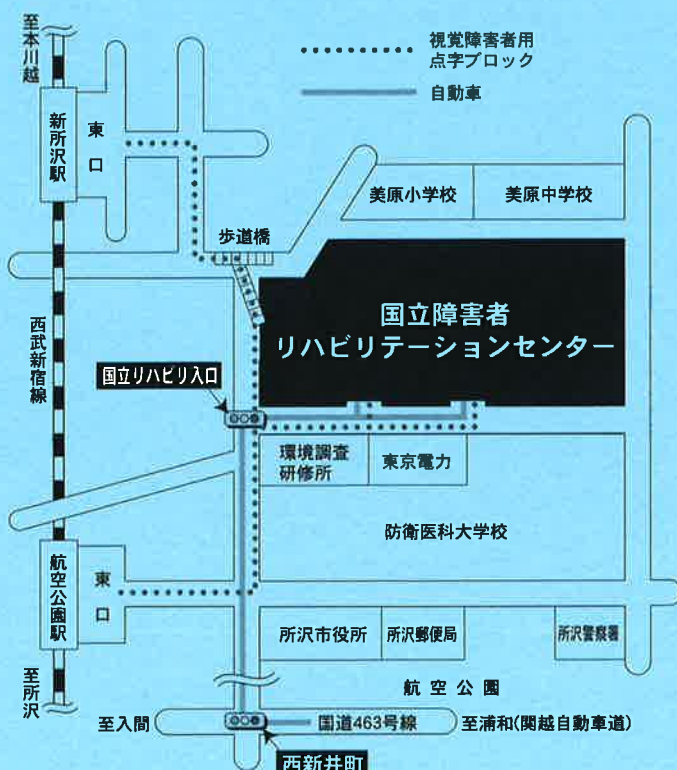 至本川越
視覚障害者用
点字ブロック
自動車
新所沢駅
東口
美原小学校
美原中学校
歩道橋
国立障害者
リハビリテーションセンター
西武新宿線
国立リハビリ入口
環境調査
研修所
東京電力
防衛医科大学校
航空公園駅
東口
所沢市役所
所沢郵便局
所沢警察署
至所沢
航空公園
至入間
国道463号線
至浦和(関越自動車道)
西新井町